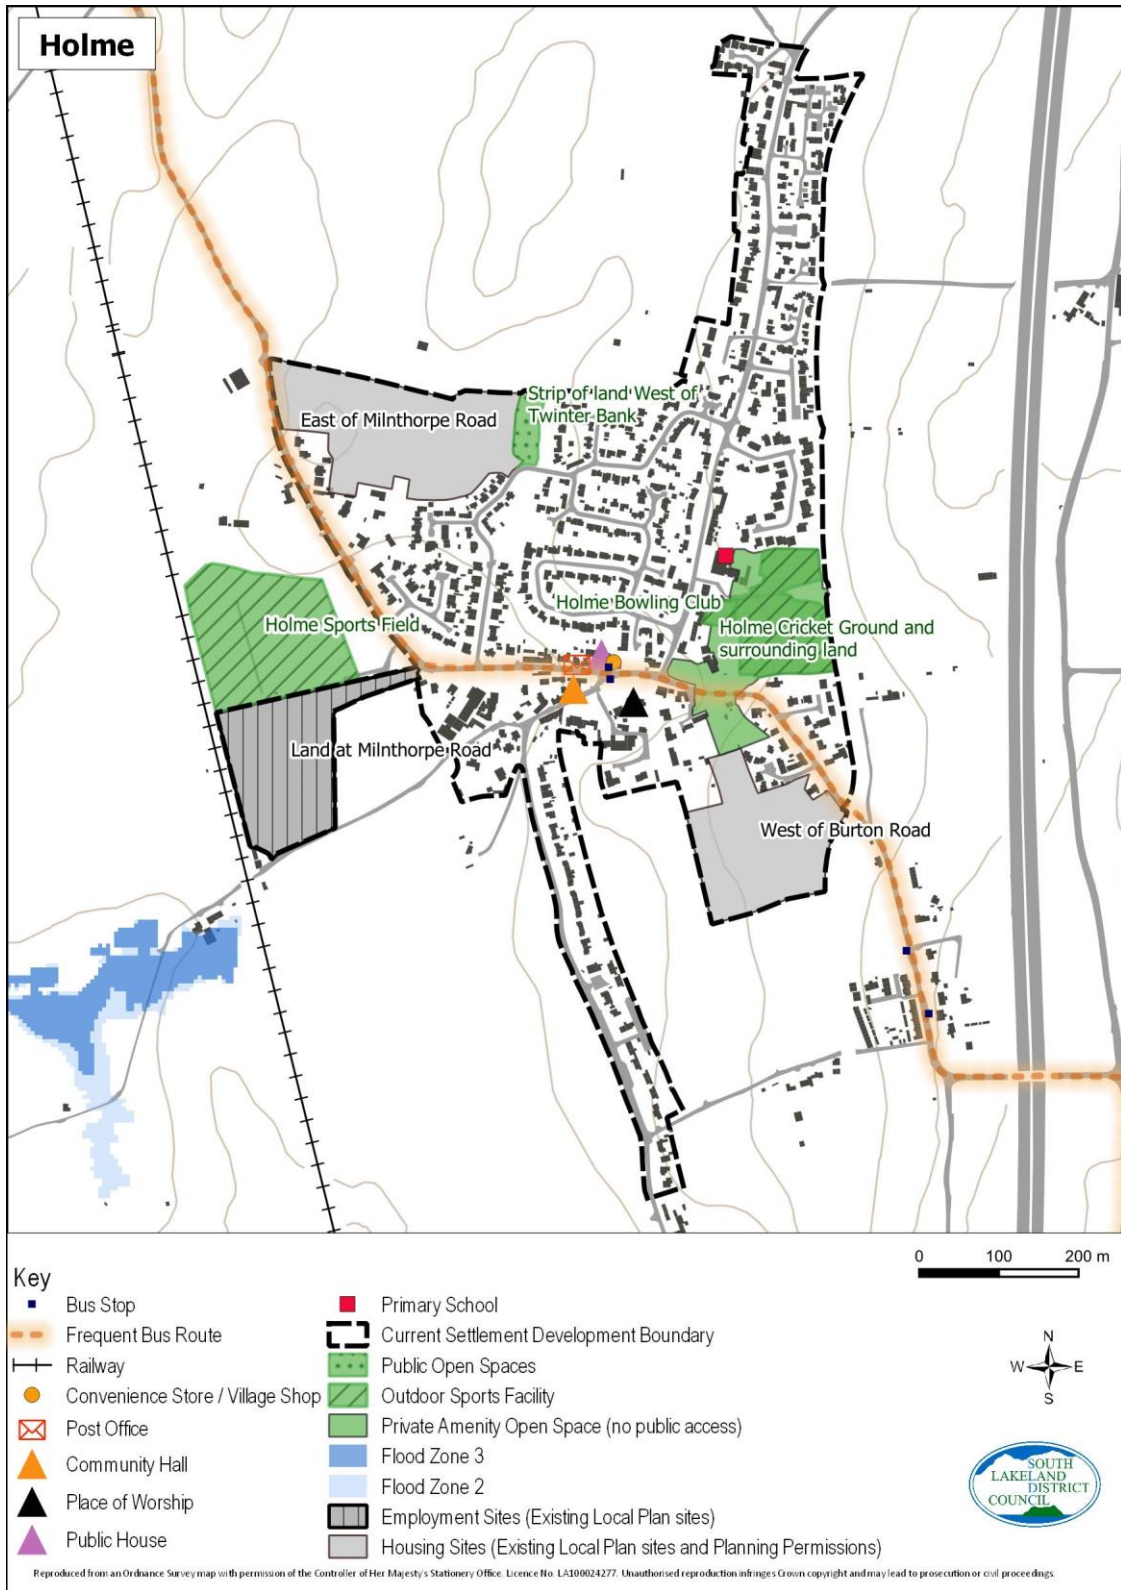 Holme
Strip of land West of
Twinter Bank
East of Milnthorpe Road
Holme Bowling Club
Holme Sports Field
Holme Cricket Ground and
surrounding land
Land at Milnthorpe Road
West of Burton Road
0 100 200 m
Key
Bus Stop
Frequent Bus Route
Railway
Convenience Store / Village Shop
Post Office
Community Hall
Place of Worship
Public House
Primary School
Current Settlement Development Boundary
Public Open Spaces
Outdoor Sports Facility
Private Amenity Open Space (no public access)
Flood Zone 3
Flood Zone 2
Employment Sites (Existing Local Plan sites)
Housing Sites (Existing Local Plan sites and Planning Permissions)
N
W E
S
SOUTH
LAKELAND
DISTRICT
COUNCIL
Reproduced from an Ordnance Survey map with permission of the Controller of Her Majesty's Stationery Office. Licence No. LA100024277. Unauthorised reproduction infringes Crown copyright and may lead to prosecution or civil proceedings.